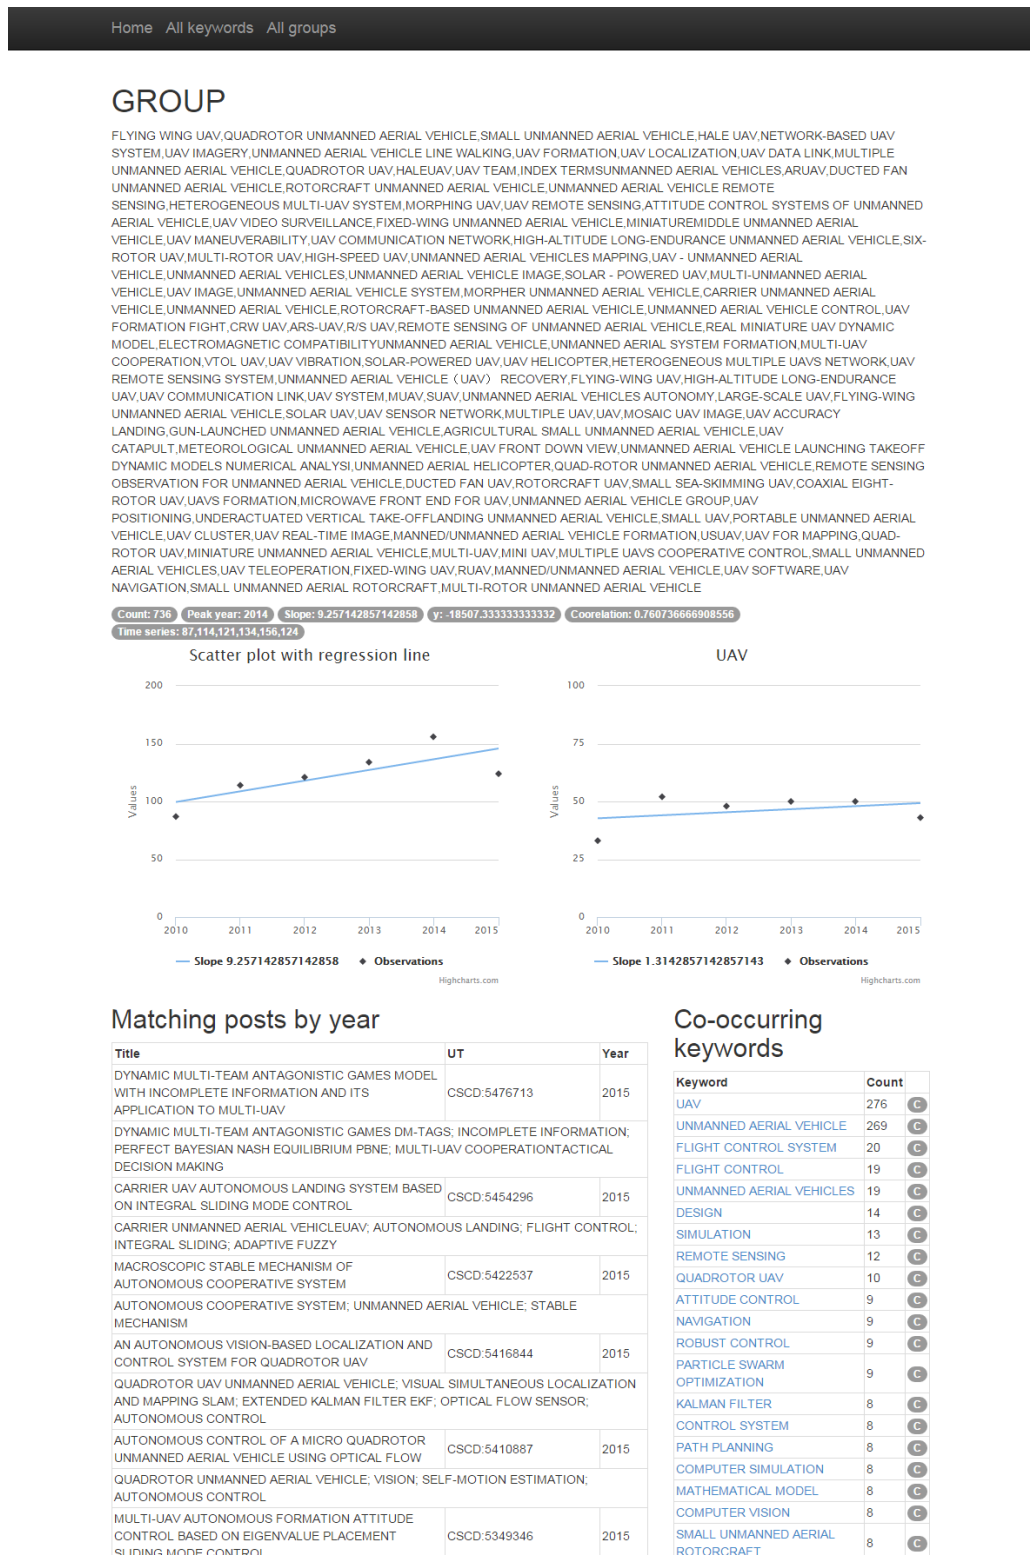 Home All keywords All groups
GROUP
FLYING WING UAV,QUADROTOR UNMANNED AERIAL VEHICLE,SMALL UNMANNED AERIAL VEHICLE,HALE UAV,NETWORK-BASED UAV
SYSTEM,UAV IMAGERY,UNMANNED AERIAL VEHICLE LINE WALKING,UAV FORMATION,UAV LOCALIZATION,UAV DATA LINK,MULTIPLE
UNMANNED AERIAL VEHICLE,QUADROTOR UAV,HALEUAV,UAV TEAM,INDEX TERMSUNMANNED AERIAL VEHICLES,ARUAV,DUCTED FAN
UNMANNED AERIAL VEHICLE,ROTORCRAFT UNMANNED AERIAL VEHICLE,UNMANNED AERIAL VEHICLE REMOTE
SENSING,HETEROGENEOUS MULTI-UAV SYSTEM,MORPHING UAV,UAV REMOTE SENSING,ATTITUDE CONTROL SYSTEMS OF UNMANNED
AERIAL VEHICLE,UAV VIDEO SURVEILLANCE,FIXED-WING UNMANNED AERIAL VEHICLE,MINIATUREMIDDLE UNMANNED AERIAL
VEHICLE,UAV MANEUVERABILITY,UAV COMMUNICATION NETWORK,HIGH-ALTITUDE LONG-ENDURANCE UNMANNED AERIAL VEHICLE,SIX-
ROTOR UAV,MULTI-ROTOR UAV,HIGH-SPEED UAV,UNMANNED AERIAL VEHICLES MAPPING,UAV - UNMANNED AERIAL
VEHICLE,UNMANNED AERIAL VEHICLES,UNMANNED AERIAL VEHICLE IMAGE,SOLAR - POWERED UAV,MULTI-UNMANNED AERIAL
VEHICLE,UAV IMAGE,UNMANNED AERIAL VEHICLE SYSTEM,MORPHER UNMANNED AERIAL VEHICLE,CARRIER UNMANNED AERIAL
VEHICLE,UNMANNED AERIAL VEHICLE,ROTORCRAFT-BASED UNMANNED AERIAL VEHICLE,UNMANNED AERIAL VEHICLE CONTROL,UAV
FORMATION FIGHT,CRW UAV,ARS-UAV,R/S UAV,REMOTE SENSING OF UNMANNED AERIAL VEHICLE,REAL MINIATURE UAV DYNAMIC
MODEL,ELECTROMAGNETIC COMPATIBILITYUNMANNED AERIAL VEHICLE,UNMANNED AERIAL SYSTEM FORMATION,MULTI-UAV
COOPERATION,VTOL UAV,UAV VIBRATION,SOLAR-POWERED UAV,UAV HELICOPTER,HETEROGENEOUS MULTIPLE UAVS NETWORK,UAV
REMOTE SENSING SYSTEM,UNMANNED AERIAL VEHICLE（UAV） RECOVERY,FLYING-WING UAV,HIGH-ALTITUDE LONG-ENDURANCE
UAV,UAV COMMUNICATION LINK,UAV SYSTEM,MUAV,SUAV,UNMANNED AERIAL VEHICLES AUTONOMY,LARGE-SCALE UAV,FLYING-WING
UNMANNED AERIAL VEHICLE,SOLAR UAV,UAV SENSOR NETWORK,MULTIPLE UAV,UAV,MOSAIC UAV IMAGE,UAV ACCURACY
LANDING,GUN-LAUNCHED UNMANNED AERIAL VEHICLE,AGRICULTURAL SMALL UNMANNED AERIAL VEHICLE,UAV
CATAPULT,METEOROLOGICAL UNMANNED AERIAL VEHICLE,UAV FRONT DOWN VIEW,UNMANNED AERIAL VEHICLE LAUNCHING TAKEOFF
DYNAMIC MODELS NUMERICAL ANALYSI,UNMANNED AERIAL HELICOPTER,QUAD-ROTOR UNMANNED AERIAL VEHICLE,REMOTE SENSING
OBSERVATION FOR UNMANNED AERIAL VEHICLE,DUCTED FAN UAV,ROTORCRAFT UAV,SMALL SEA-SKIMMING UAV,COAXIAL EIGHT-
ROTOR UAV,UAVS FORMATION,MICROWAVE FRONT END FOR UAV,UNMANNED AERIAL VEHICLE GROUP,UAV
POSITIONING,UNDERACTUATED VERTICAL TAKE-OFFLANDING UNMANNED AERIAL VEHICLE,SMALL UAV,PORTABLE UNMANNED AERIAL
VEHICLE,UAV CLUSTER,UAV REAL-TIME IMAGE,MANNED/UNMANNED AERIAL VEHICLE FORMATION,USUAV,UAV FOR MAPPING,QUAD-
ROTOR UAV,MINIATURE UNMANNED AERIAL VEHICLE,MULTI-UAV,MINI UAV,MULTIPLE UAVS COOPERATIVE CONTROL,SMALL UNMANNED
AERIAL VEHICLES,UAV TELEOPERATION,FIXED-WING UAV,RUAV,MANNED/UNMANNED AERIAL VEHICLE,UAV SOFTWARE,UAV
NAVIGATION,SMALL UNMANNED AERIAL ROTORCRAFT,MULTI-ROTOR UNMANNED AERIAL VEHICLE
Count: 736 Peak year: 2014 Slope: 9.257142857142858 y: -18507.333333333332 Coorelation: 0.760736666908556
Time series: 87,114,121,134,156,124
Scatter plot with regression line
200
150
100
50
0
Values
2010 2011 2012 2013 2014 2015
Slope 9.257142857142858 Observations
Highcharts.com
UAV
100
75
50
25
0
Values
2010 2011 2012 2013 2014 2015
Slope 1.3142857142857143 Observations
Highcharts.com
Matching posts by year
Title UT Year
DYNAMIC MULTI-TEAM ANTAGONISTIC GAMES MODEL
WITH INCOMPLETE INFORMATION AND ITS
APPLICATION TO MULTI-UAV
CSCD:5476713 2015
DYNAMIC MULTI-TEAM ANTAGONISTIC GAMES DM-TAGS; INCOMPLETE INFORMATION;
PERFECT BAYESIAN NASH EQUILIBRIUM PBNE; MULTI-UAV COOPERATIONTACTICAL
DECISION MAKING
CARRIER UAV AUTONOMOUS LANDING SYSTEM BASED
ON INTEGRAL SLIDING MODE CONTROL
CSCD:5454296 2015
CARRIER UNMANNED AERIAL VEHICLEUAV; AUTONOMOUS LANDING; FLIGHT CONTROL;
INTEGRAL SLIDING; ADAPTIVE FUZZY
MACROSCOPIC STABLE MECHANISM OF
AUTONOMOUS COOPERATIVE SYSTEM
CSCD:5422537 2015
AUTONOMOUS COOPERATIVE SYSTEM; UNMANNED AERIAL VEHICLE; STABLE
MECHANISM
AN AUTONOMOUS VISION-BASED LOCALIZATION AND
CONTROL SYSTEM FOR QUADROTOR UAV
CSCD:5416844 2015
QUADROTOR UAV UNMANNED AERIAL VEHICLE; VISUAL SIMULTANEOUS LOCALIZATION
AND MAPPING SLAM; EXTENDED KALMAN FILTER EKF; OPTICAL FLOW SENSOR;
AUTONOMOUS CONTROL
AUTONOMOUS CONTROL OF A MICRO QUADROTOR
UNMANNED AERIAL VEHICLE USING OPTICAL FLOW
CSCD:5410887 2015
QUADROTOR UNMANNED AERIAL VEHICLE; VISION; SELF-MOTION ESTIMATION;
AUTONOMOUS CONTROL
MULTI-UAV AUTONOMOUS FORMATION ATTITUDE
CONTROL BASED ON EIGENVALUE PLACEMENT
SLIDING MODE CONTROL
CSCD:5349346 2015
Co-occurring
keywords
Keyword Count
UAV 276 C
UNMANNED AERIAL VEHICLE 269 C
FLIGHT CONTROL SYSTEM 20 C
FLIGHT CONTROL 19 C
UNMANNED AERIAL VEHICLES 19 C
DESIGN 14 C
SIMULATION 13 C
REMOTE SENSING 12 C
QUADROTOR UAV 10 C
ATTITUDE CONTROL 9 C
NAVIGATION 9 C
ROBUST CONTROL 9 C
PARTICLE SWARM
OPTIMIZATION
9 C
KALMAN FILTER 8 C
CONTROL SYSTEM 8 C
PATH PLANNING 8 C
COMPUTER SIMULATION 8 C
MATHEMATICAL MODEL 8 C
COMPUTER VISION 8 C
SMALL UNMANNED AERIAL
ROTORCRAFT
8 C